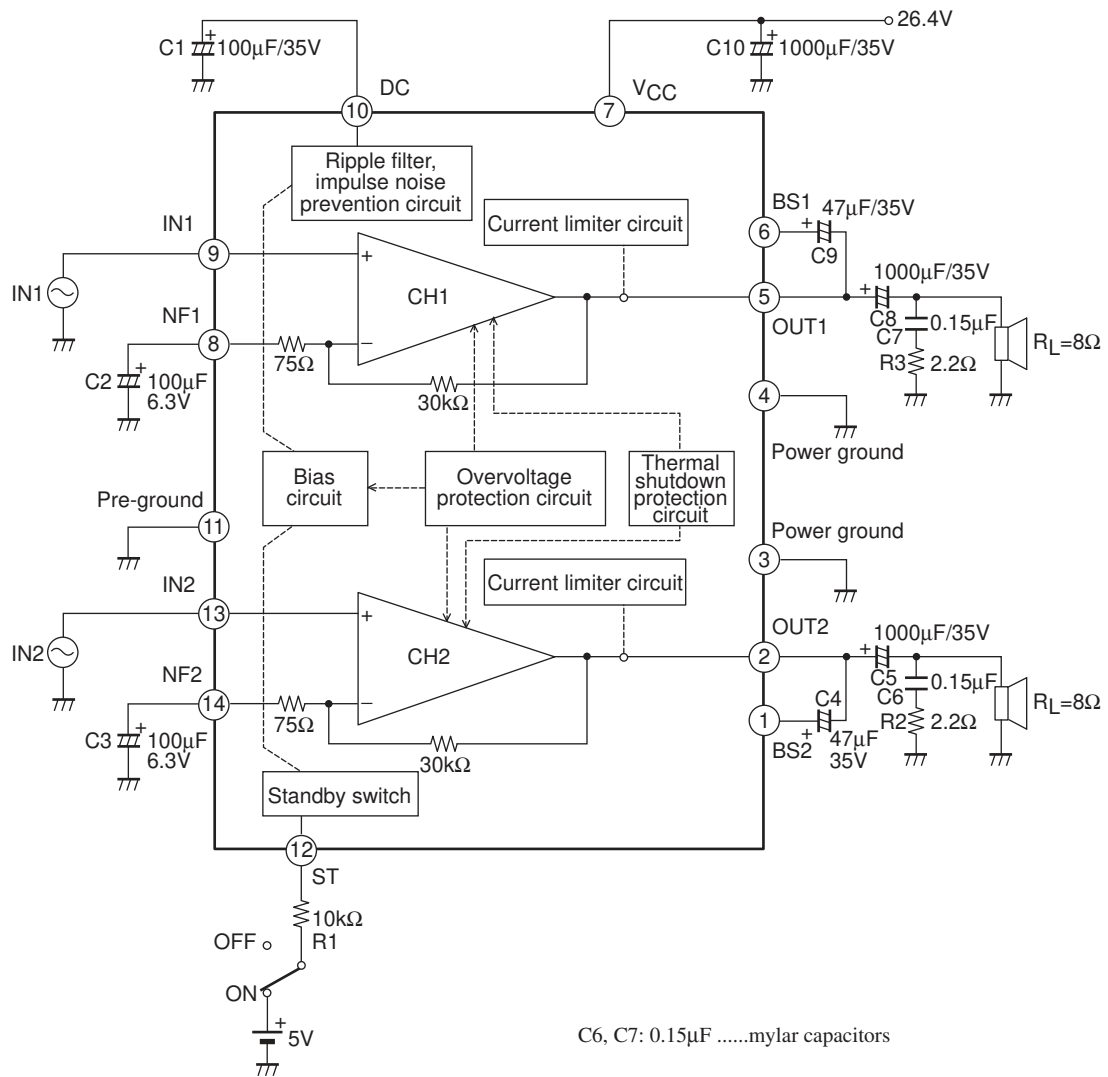 26.4V
C1
+
100µF/35V
C10
+
1000µF/35V
DC
VCC
10
7
Ripple filter,
impulse noise
prevention circuit
IN1
9
IN1
+
CH1
−
Current limiter circuit
BS1
6
47µF/35V
+
C9
1000µF/35V
5
OUT1
+
C8
C7
0.15µF
R3
2.2Ω
RL=8Ω
NF1
8
75Ω
30kΩ
C2
+
100µF
6.3V
4
Power ground
Pre-ground
11
Bias
circuit
Overvoltage
protection circuit
Thermal
shutdown
protection
circuit
Power ground
3
IN2
13
IN2
+
CH2
−
Current limiter circuit
OUT2
2
1000µF/35V
+
C5
C6
0.15µF
R2
2.2Ω
RL=8Ω
NF2
14
75Ω
30kΩ
C3
+
100µF
6.3V
1
BS2
C4
+
47µF
35V
Standby switch
12
ST
10kΩ
R1
OFF
ON
+
5V
C6, C7: 0.15µF ......mylar capacitors